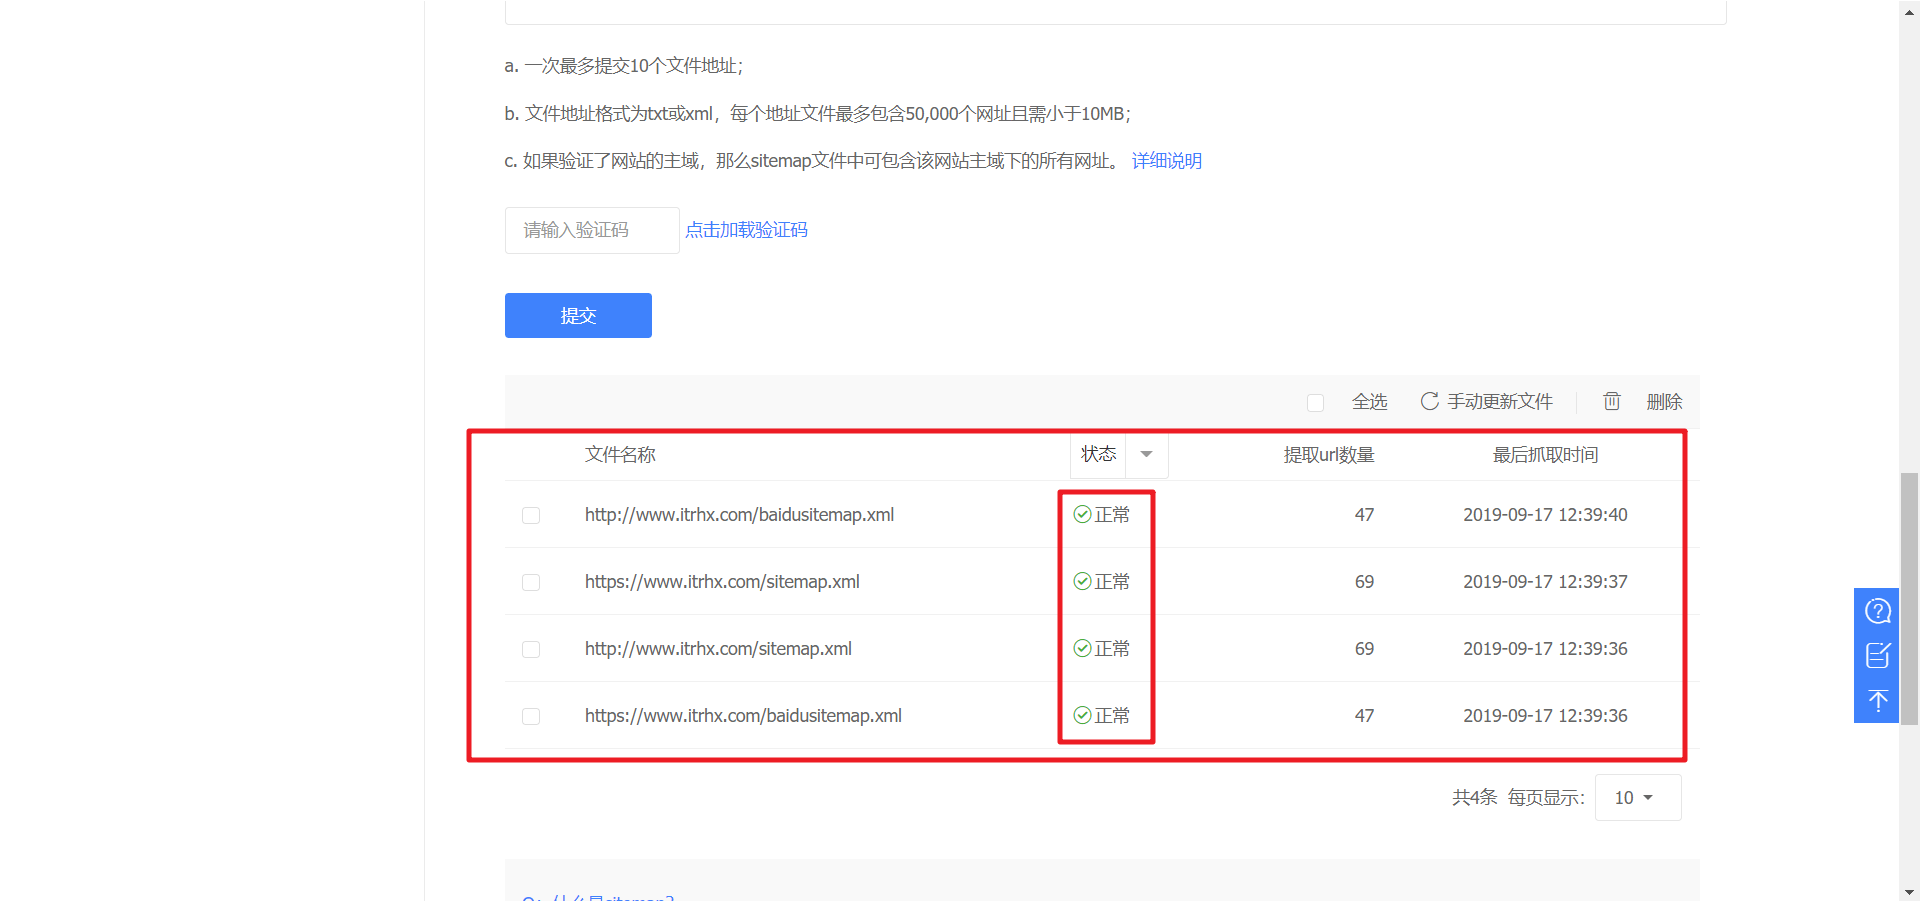 a. 一次最多提交10个文件地址；
b. 文件地址格式为txt或xml，每个地址文件最多包含50,000个网址且需小于10MB；
c. 如果验证了网站的主域，那么sitemap文件中可包含该网站主域下的所有网址。 详细说明
请输入验证码 点击加载验证码
提交
全选 手动更新文件 删除
文件名称 状态 提取url数量 最后抓取时间
http://www.itrhx.com/baidusitemap.xml 正常 47 2019-09-17 12:39:40
https://www.itrhx.com/sitemap.xml 正常 69 2019-09-17 12:39:37
http://www.itrhx.com/sitemap.xml 正常 69 2019-09-17 12:39:36
https://www.itrhx.com/baidusitemap.xml 正常 47 2019-09-17 12:39:36
共4条 每页显示： 10